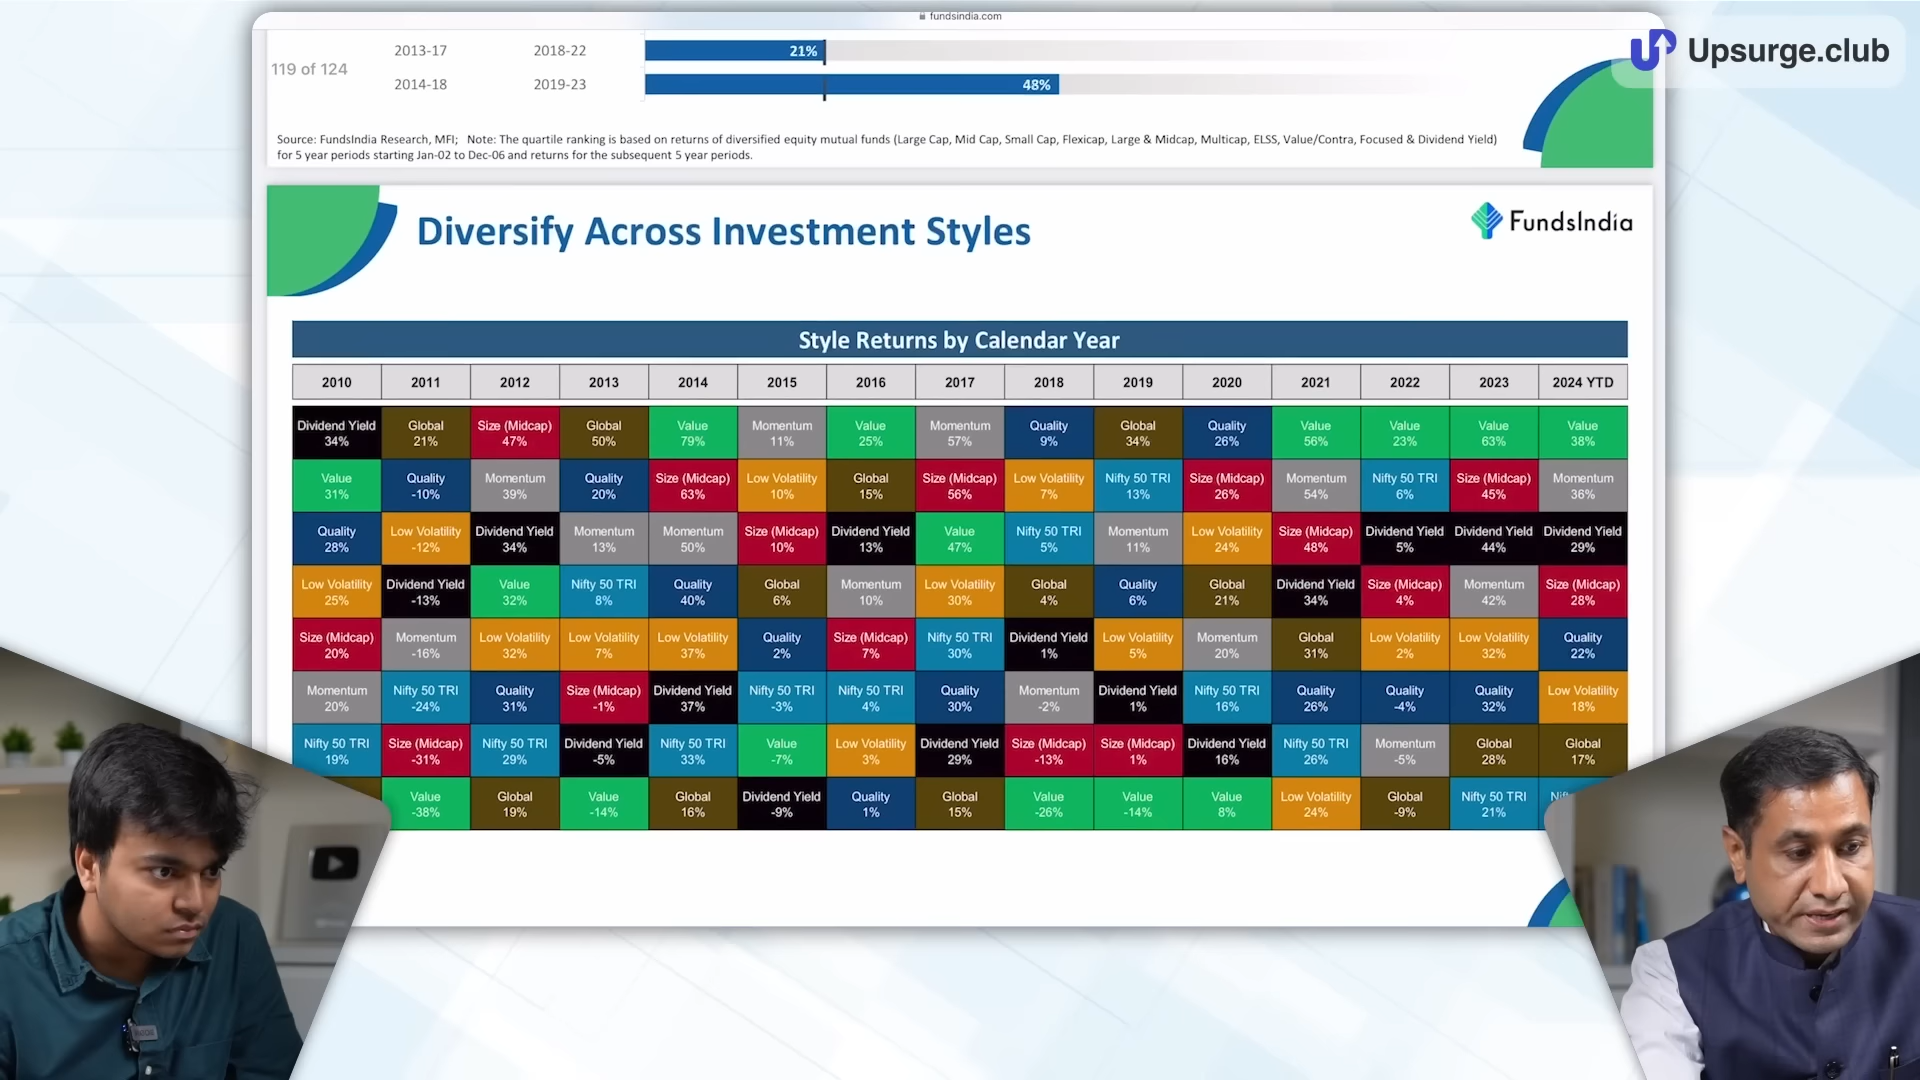 fundsindia.com
Upsurge.club
119 of 124
2013-17 2018-22 21%
2014-18 2019-23 48%
Source: FundsIndia Research, MFI; Note: The quartile ranking is based on returns of diversified equity mutual funds (Large Cap, Mid Cap, Small Cap, Flexicap, Large & Midcap, Multicap, ELSS, Value/Contra, Focused & Dividend Yield)
for 5 year periods starting Jan-02 to Dec-06 and returns for the subsequent 5 year periods.
Diversify Across Investment Styles
FundsIndia
Style Returns by Calendar Year
2010 2011 2012 2013 2014 2015 2016 2017 2018 2019 2020 2021 2022 2023 2024 YTD
Dividend Yield Global Size (Midcap) Global Value Momentum Value Momentum Quality Global Quality Value Value Value Value
34% 21% 47% 50% 79% 11% 25% 57% 9% 34% 26% 56% 23% 63% 38%
Value Quality Momentum Quality Size (Midcap) Low Volatility Global Size (Midcap) Low Volatility Nifty 50 TRI Size (Midcap) Momentum Nifty 50 TRI Size (Midcap) Momentum
31% -10% 39% 20% 63% 10% 15% 56% 7% 13% 26% 54% 6% 45% 36%
Quality Low Volatility Dividend Yield Momentum Momentum Size (Midcap) Dividend Yield Value Nifty 50 TRI Momentum Low Volatility Size (Midcap) Dividend Yield Dividend Yield Dividend Yield
28% -12% 34% 13% 50% 10% 13% 47% 5% 11% 24% 48% 5% 44% 29%
Low Volatility Dividend Yield Value Nifty 50 TRI Quality Global Momentum Low Volatility Global Quality Global Dividend Yield Size (Midcap) Momentum Size (Midcap)
25% -13% 32% 8% 40% 6% 10% 30% 4% 6% 21% 34% 4% 42% 28%
Size (Midcap) Momentum Low Volatility Low Volatility Low Volatility Quality Size (Midcap) Nifty 50 TRI Dividend Yield Low Volatility Momentum Global Low Volatility Low Volatility Quality
20% -16% 32% 7% 37% 2% 7% 30% 1% 5% 20% 31% 2% 32% 22%
Momentum Nifty 50 TRI Quality Size (Midcap) Dividend Yield Nifty 50 TRI Nifty 50 TRI Quality Momentum Dividend Yield Nifty 50 TRI Quality Quality Quality Low Volatility
20% -24% 31% -1% 37% -3% 4% 30% -2% 1% 16% 26% -4% 32% 18%
Nifty 50 TRI Size (Midcap) Nifty 50 TRI Dividend Yield Nifty 50 TRI Value Low Volatility Dividend Yield Size (Midcap) Size (Midcap) Dividend Yield Nifty 50 TRI Momentum Global Global
19% -31% 29% -5% 33% -7% 3% 29% -13% 1% 16% 26% -5% 28% 17%
Value Global Value Global Dividend Yield Quality Global Value Value Value Low Volatility Global Nifty 50 TRI
-38% 19% -14% 16% -9% 1% 15% -26% -14% 8% 24% -9% 21%